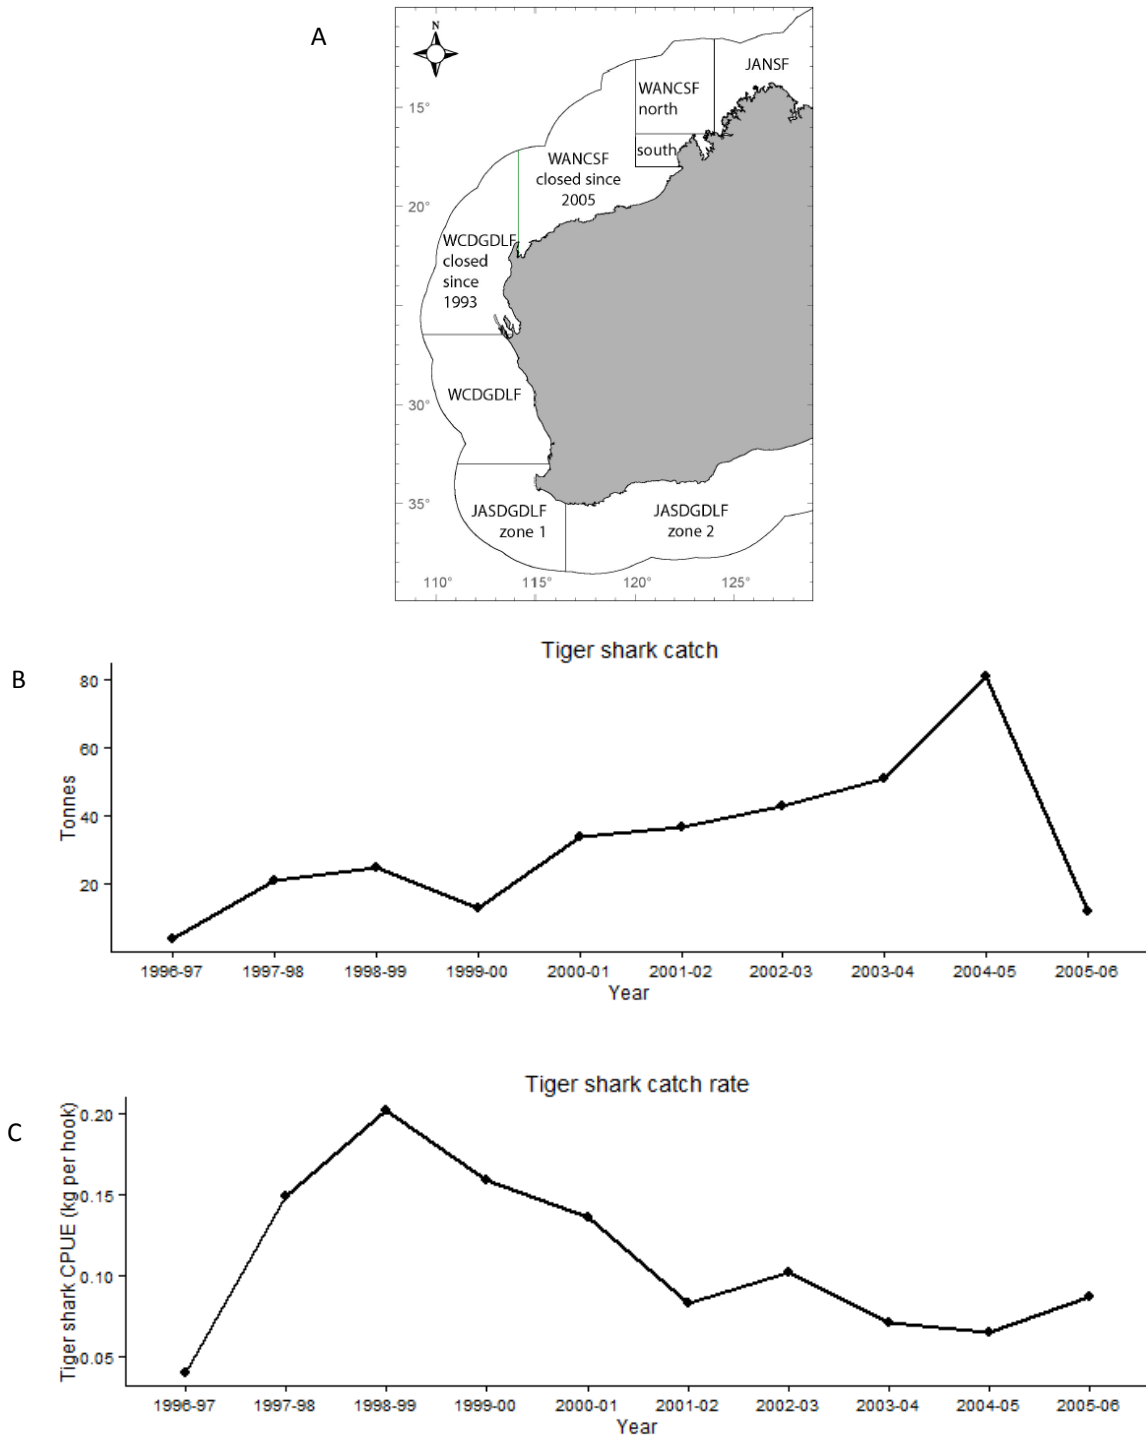 A
N
JANSF
WANCSF
north
15°
south
WANCSF
closed since
2005
20°
WCDGDLF
closed
since
1993
WCDGDLF
30°
35°
JASDGDLF
zone 1
JASDGDLF
zone 2
110°
115°
120°
125°
Tiger shark catch
B
80
60
40
20
Tonnes
1996-97 1997-98 1998-99 1999-00 2000-01 2001-02 2002-03 2003-04 2004-05 2005-06
Year
Tiger shark catch rate
C
0.20
0.15
0.10
0.05
Tiger shark CPUE (kg per hook)
1996-97 1997-98 1998-99 1999-00 2000-01 2001-02 2002-03 2003-04 2004-05 2005-06
Year